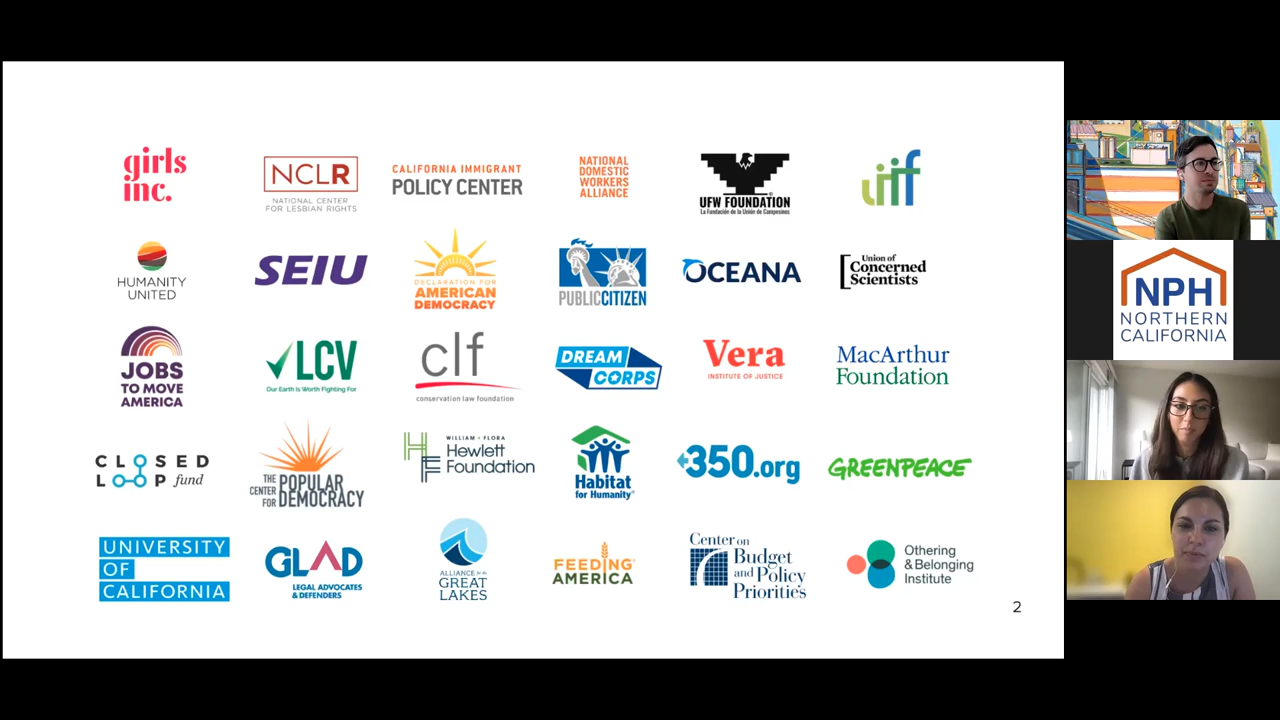 girls
inc.
NCLR
NATIONAL CENTER
FOR LESBIAN RIGHTS
CALIFORNIA IMMIGRANT
POLICY CENTER
NATIONAL
DOMESTIC
WORKERS
ALLIANCE
UFW FOUNDATION
La Fundación de la Unión de Campesinos
liif
HUMANITY
UNITED
SEIU
DECLARATION FOR
AMERICAN
DEMOCRACY
PUBLICCITIZEN
OCEANA
Union of
Concerned
Scientists
JOBS
TO MOVE
AMERICA
LCV
Our Earth Is Worth Fighting For
clf
conservation law foundation
DREAM
CORPS
Vera
INSTITUTE OF JUSTICE
MacArthur
Foundation
CLOSED
LOOP fund
THE
CENTER
FOR
POPULAR
DEMOCRACY
WILLIAM + FLORA
Hewlett
Foundation
HF
Habitat
for Humanity®
350.org
GREENPEACE
UNIVERSITY
OF
CALIFORNIA
GLAD
LEGAL ADVOCATES
& DEFENDERS
ALLIANCE for the
GREAT
LAKES
FEEDING®
AMERICA
Center on
Budget
and Policy
Priorities
Othering
& Belonging
Institute
2
NPH
NORTHERN
CALIFORNIA